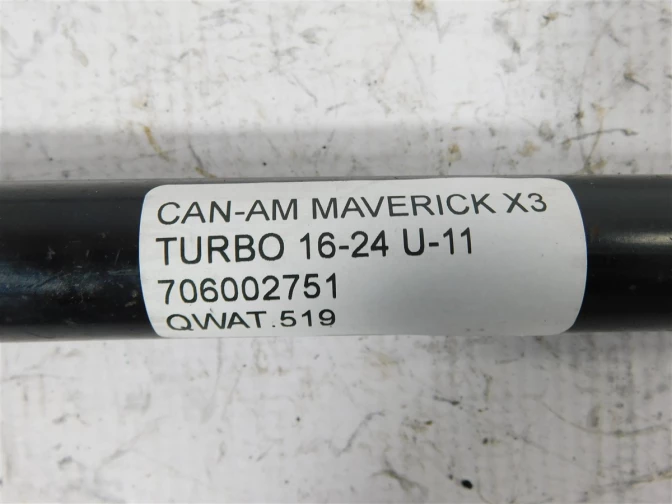 CAN-AM MAVERICK X3
TURBO 16-24 U-11
706002751
QWAT.519